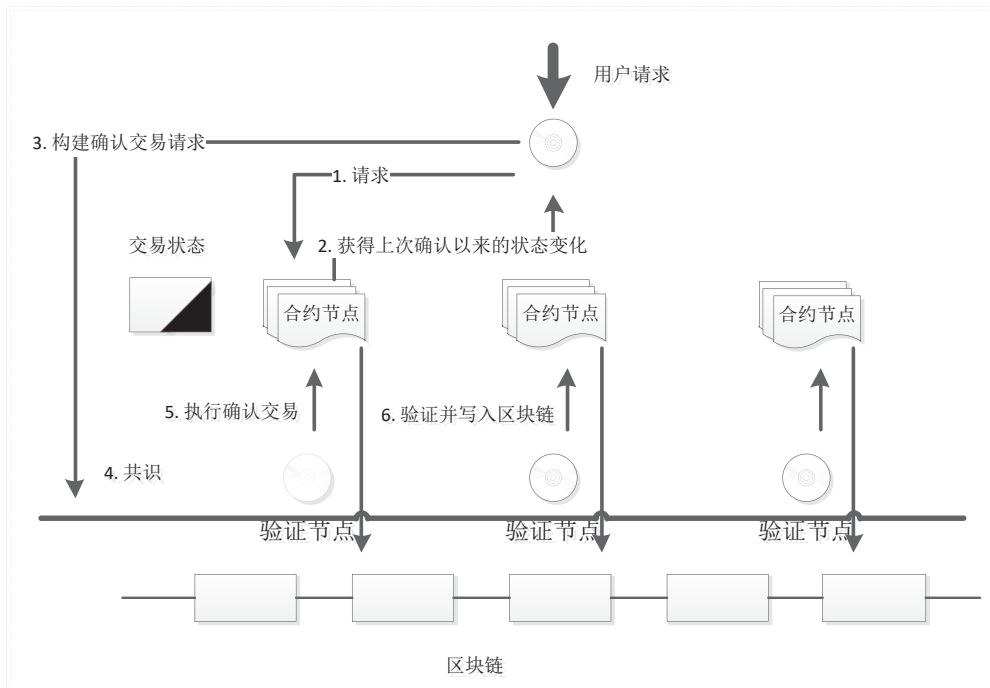 用户请求
3. 构建确认交易请求
1. 请求
交易状态
2. 获得上次确认以来的状态变化
合约节点
合约节点
合约节点
5. 执行确认交易
6. 验证并写入区块链
4. 共识
验证节点
验证节点
验证节点
区块链